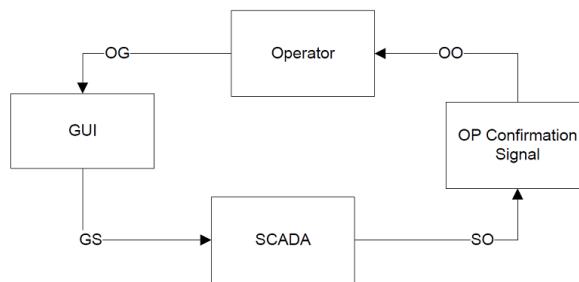 OG
Operator
OO
GUI
OP Confirmation
Signal
GS
SCADA
SO